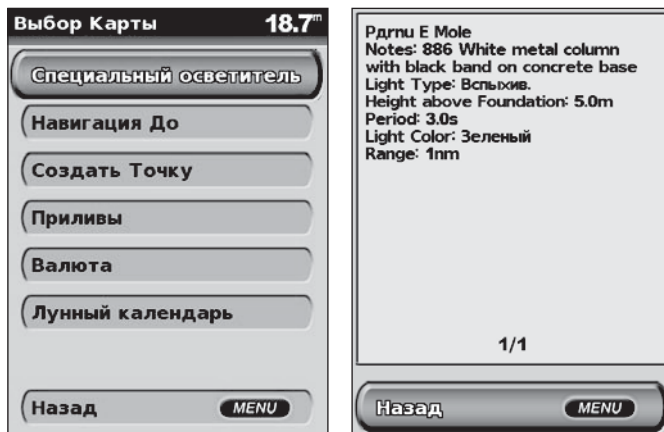 Выбор Карты 18.7m
Специальный осветитель
Навигация До
Создать Точку
Приливы
Валюта
Лунный календарь
Назад MENU
Pдrnu E Mole
Notes: 886 White metal column
with black band on concrete base
Light Type: Вспыхив.
Height above Foundation: 5.0m
Period: 3.0s
Light Color: Зеленый
Range: 1nm
1/1
Назад MENU